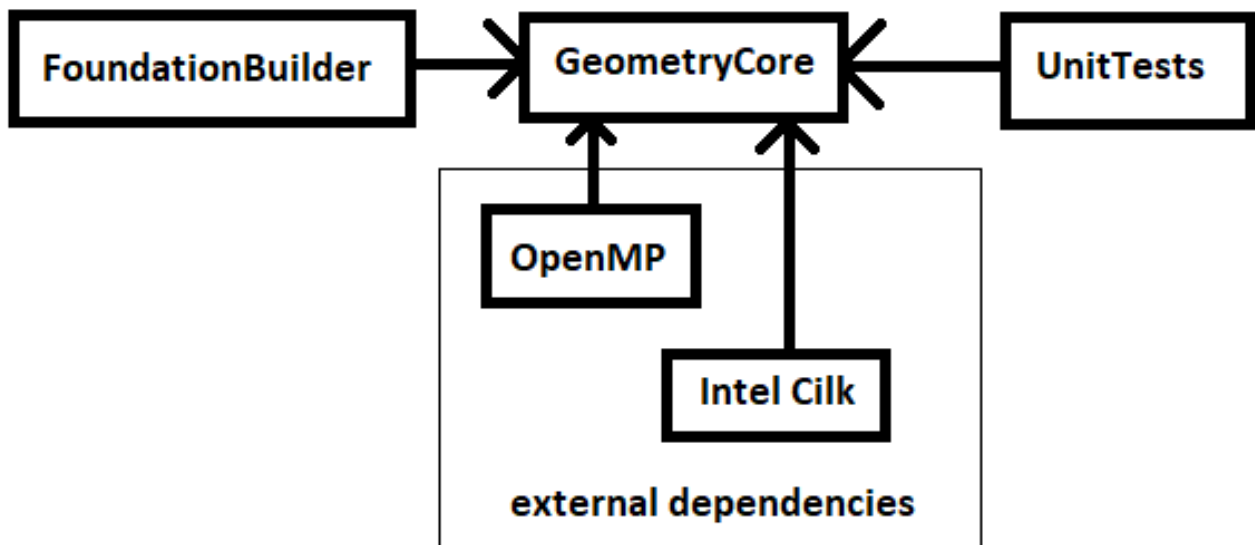 FoundationBuilder
GeometryCore
UnitTests
OpenMP
Intel Cilk
external dependencies